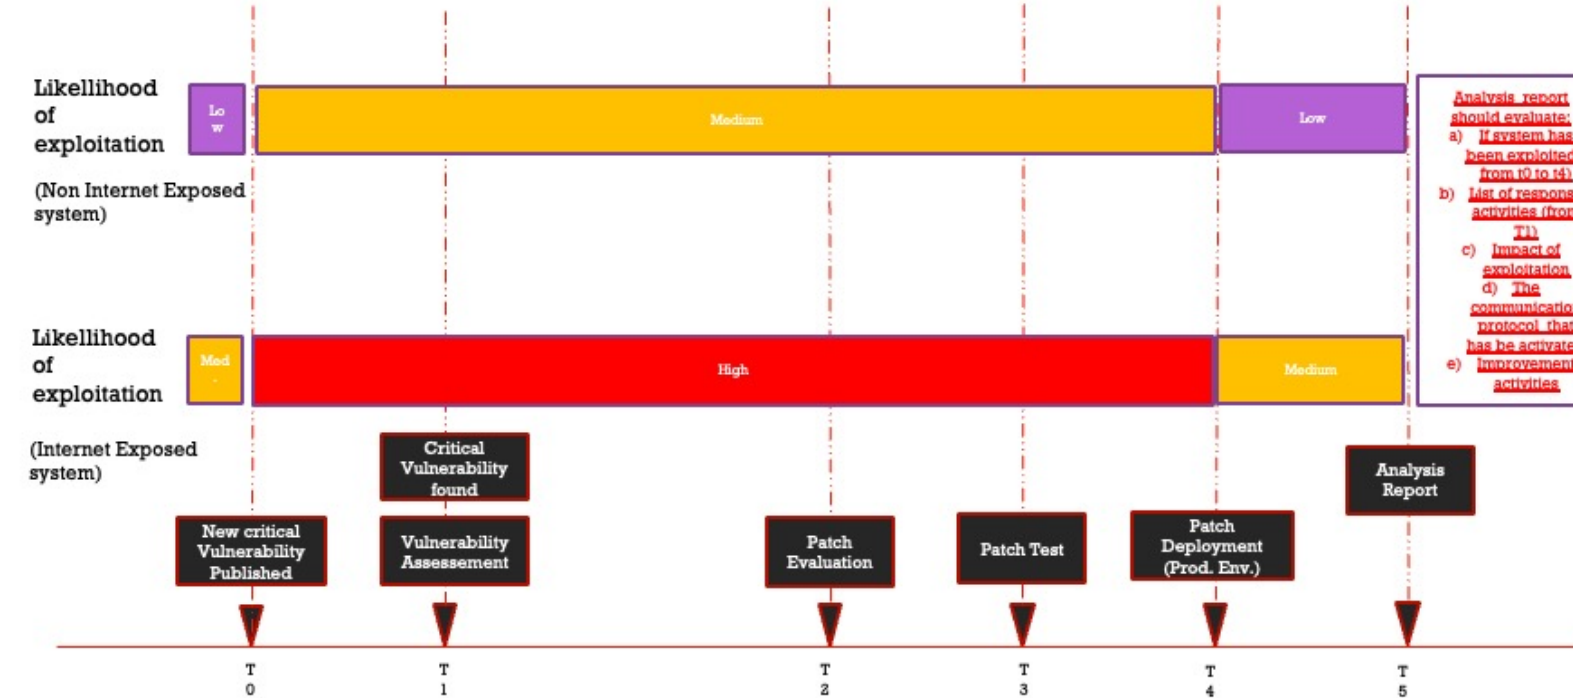 Likellihood
of
exploitation
(Non Internet Exposed
system)
Lo
w
Medium
Low
Analysis report
should evaluate:
a) If system has
been exploited
from t0 to t4)
b) List of respons
activities (from
T1)
c) Impact of
exploitation
d) The
communicatio
protocol that
has be activate
e) Improvement
activities
Likellihood
of
exploitation
(Internet Exposed
system)
Med
.
High
Medium
Critical
Vulnerability
found
Analysis
Report
New critical
Vulnerability
Published
Vulnerability
Assessement
Patch
Evaluation
Patch Test
Patch
Deployment
(Prod. Env.)
T
0
T
1
T
2
T
3
T
4
T
5